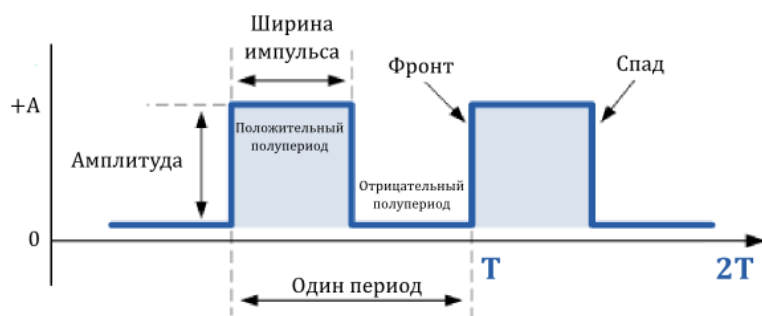 Ширина
импульса
Фронт
Спад
+A
Положительный
полупериод
Амплитуда
Отрицательный
полупериод
0
T
2T
Один период